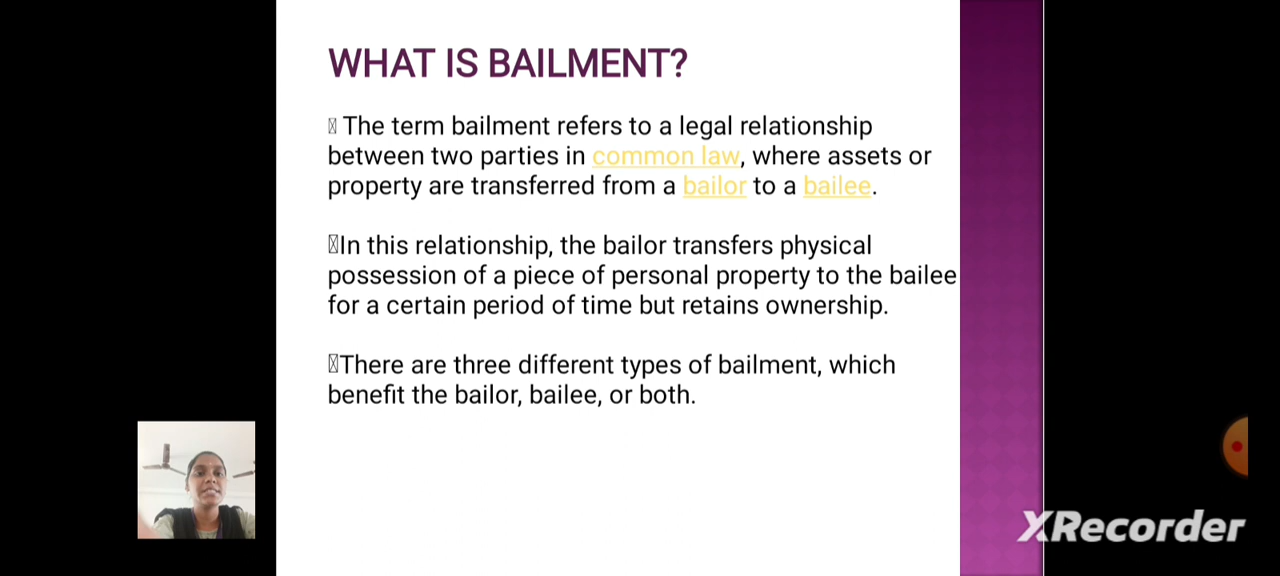 WHAT IS BAILMENT?
The term bailment refers to a legal relationship
between two parties in common law, where assets or
property are transferred from a bailor to a bailee.
In this relationship, the bailor transfers physical
possession of a piece of personal property to the bailee
for a certain period of time but retains ownership.
There are three different types of bailment, which
benefit the bailor, bailee, or both.
XRecorder